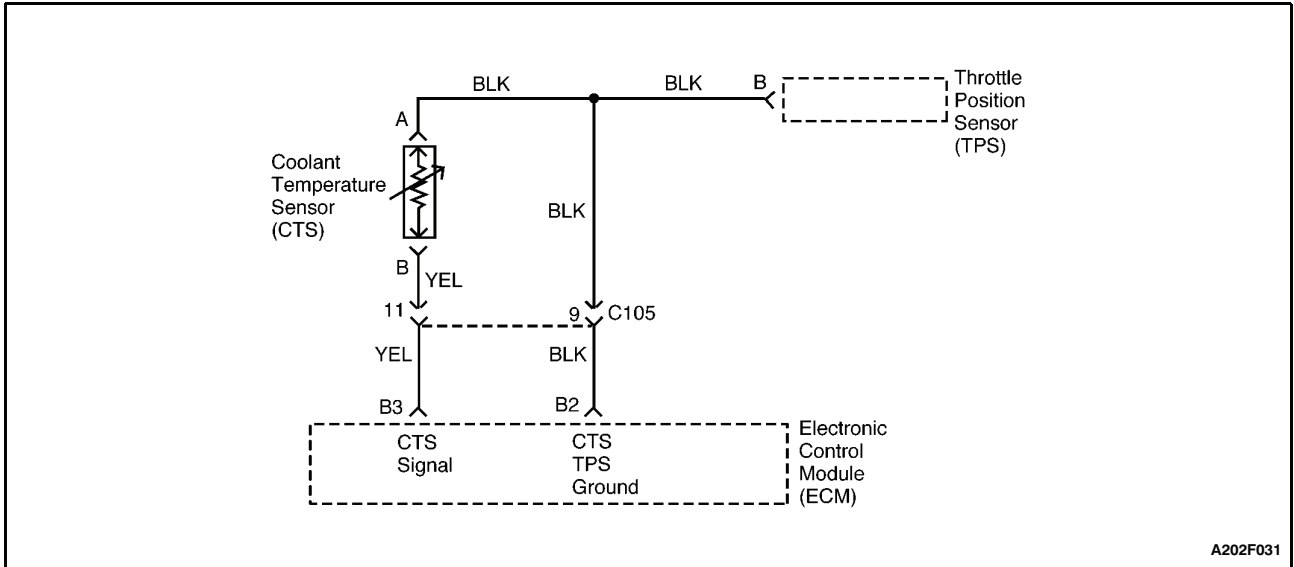 BLK
BLK
B
Throttle
Position
Sensor
(TPS)
A
Coolant
Temperature
Sensor
(CTS)
BLK
B
YEL
11
9
C105
YEL
BLK
B3
B2
CTS
Signal
CTS
TPS
Ground
Electronic
Control
Module
(ECM)
A202F031